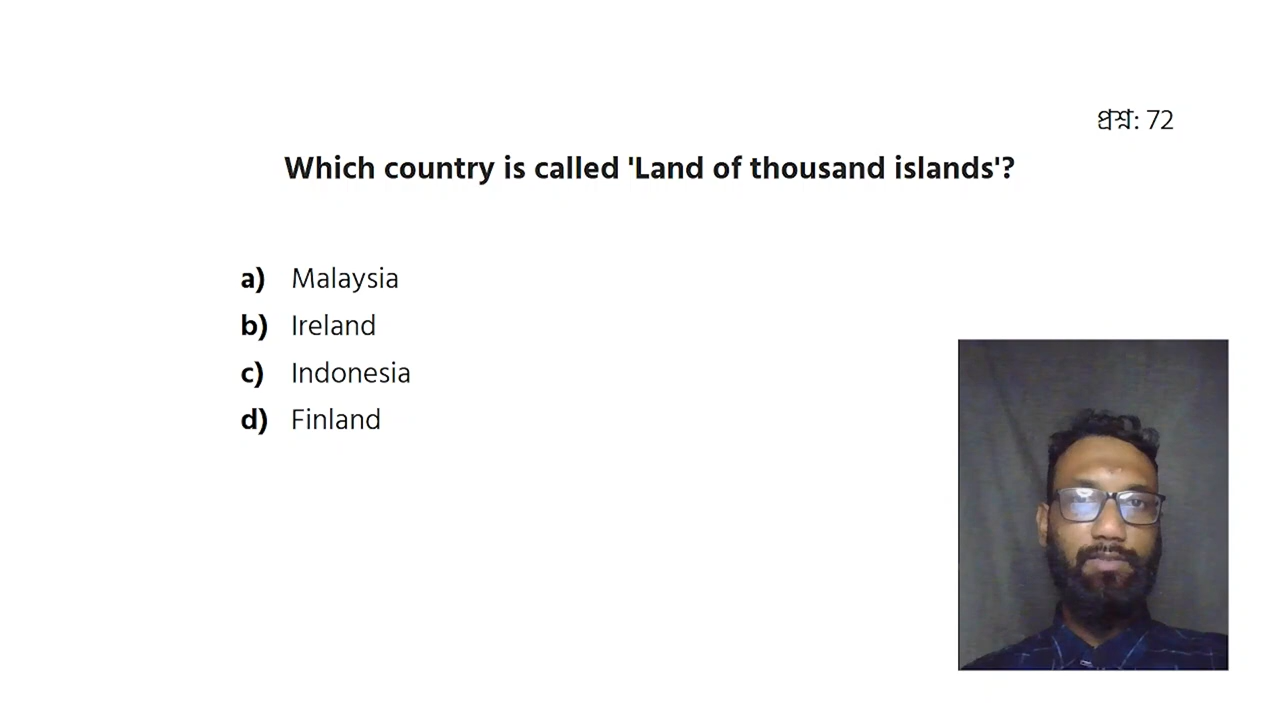 প্রশ্ন: 72
Which country is called 'Land of thousand islands'?
a) Malaysia
b) Ireland
c) Indonesia
d) Finland